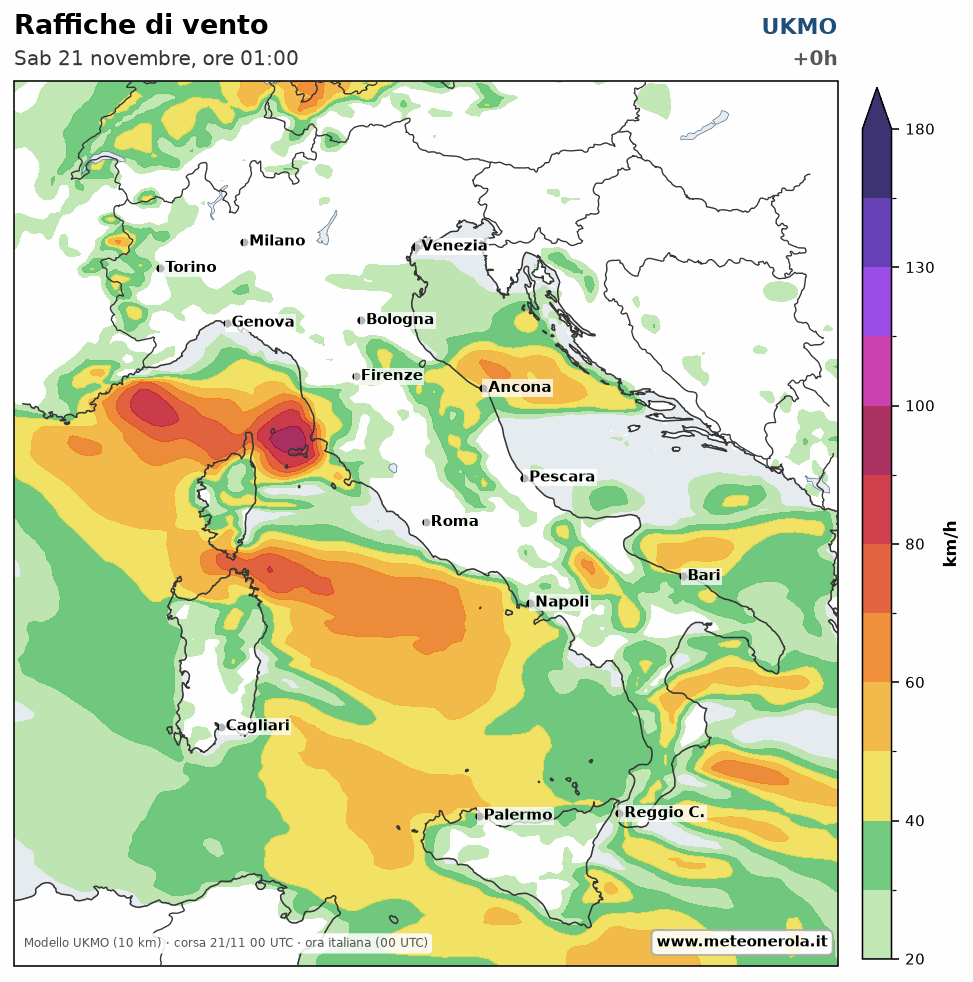 Raffiche di vento
UKMO
Sab 21 novembre, ore 01:00
+0h
180
130
100
80
60
40
20
km/h
Milano
Venezia
Torino
Genova
Bologna
Firenze
Ancona
Pescara
Roma
Bari
Napoli
Cagliari
Palermo
Reggio C.
Modello UKMO (10 km) · corsa 21/11 00 UTC · ora italiana (00 UTC)
www.meteonerola.it